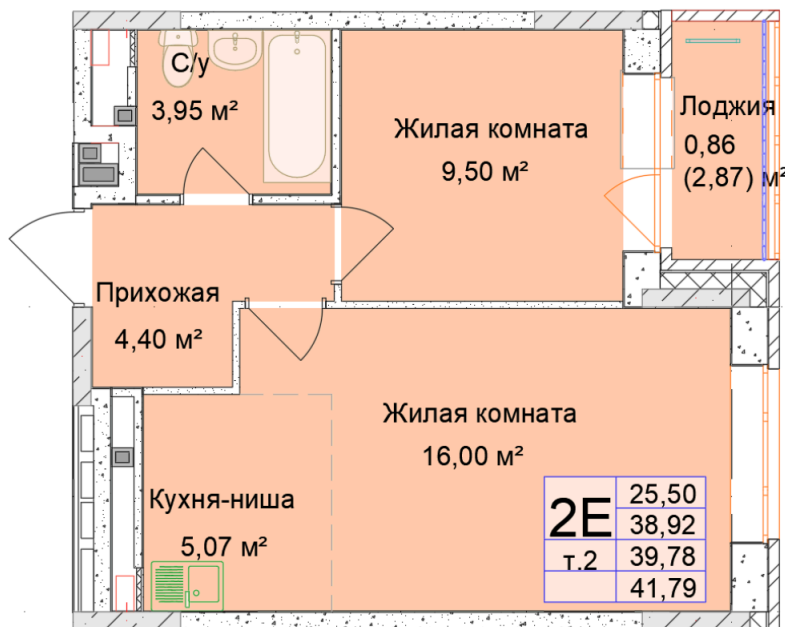 С/у
3,95 м²
Жилая комната
9,50 м²
Лоджия
0,86
(2,87) м²
Прихожая
4,40 м²
Жилая комната
16,00 м²
Кухня-ниша
5,07 м²
2Е
т.2
25,50
38,92
39,78
41,79